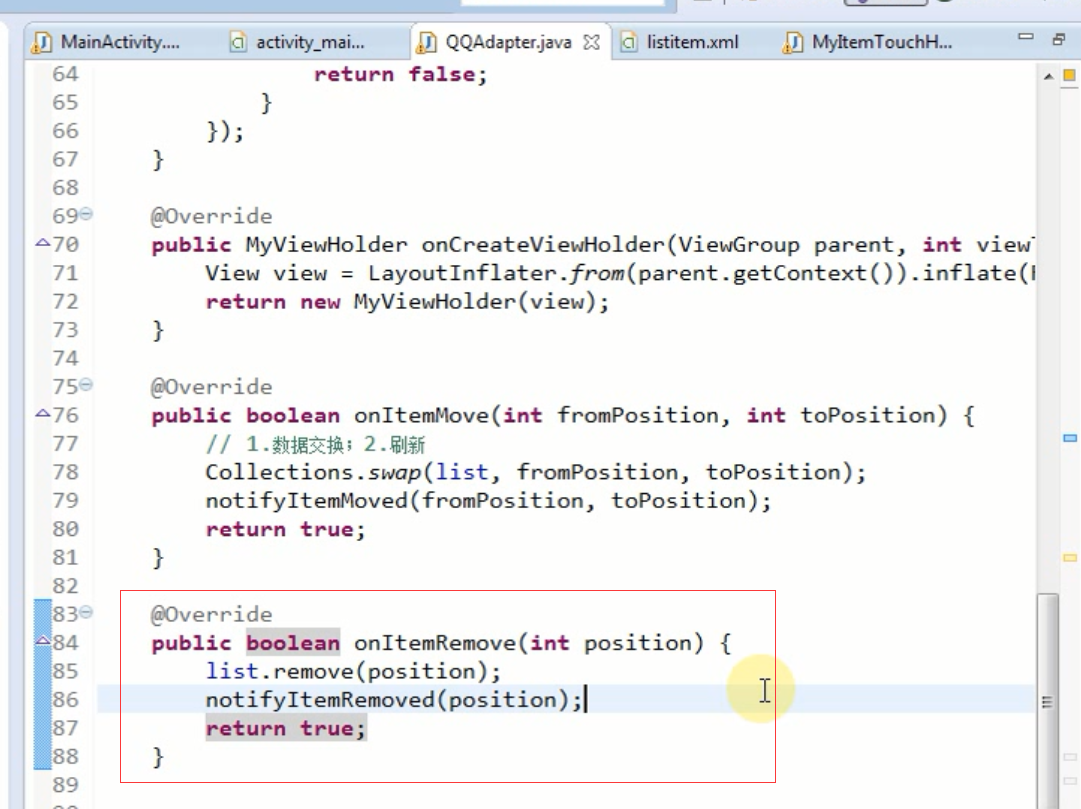 MainActivity....
activity_mai...
QQAdapter.java
listitem.xml
MyItemTouchH...
64 return false;
65 }
66 });
67 }
68
69 @Override
70 public MyViewHolder onCreateViewHolder(ViewGroup parent, int view
71 View view = LayoutInflater.from(parent.getContext()).inflate(
72 return new MyViewHolder(view);
73 }
74
75 @Override
76 public boolean onItemMove(int fromPosition, int toPosition) {
77 // 1.数据交换；2.刷新
78 Collections.swap(list, fromPosition, toPosition);
79 notifyItemMoved(fromPosition, toPosition);
80 return true;
81 }
82
83 @Override
84 public boolean onItemRemove(int position) {
85 list.remove(position);
86 notifyItemRemoved(position);
87 return true;
88 }
89